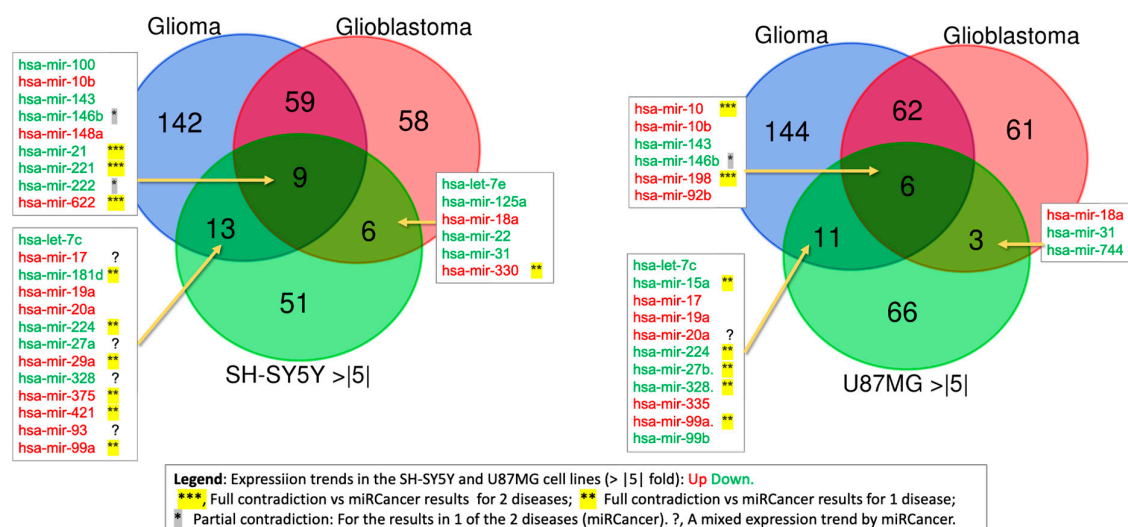 Glioma
Glioblastoma
hsa-mir-100
hsa-mir-10b
hsa-mir-143
hsa-mir-146b *
hsa-mir-148a
hsa-mir-21 ***
hsa-mir-221 ***
hsa-mir-222 *
hsa-mir-622 ***
142
59
58
9
13
6
51
hsa-let-7e
hsa-mir-125a
hsa-mir-18a
hsa-mir-22
hsa-mir-31
hsa-mir-330 **
hsa-let-7c
hsa-mir-17 ?
hsa-mir-181d **
hsa-mir-19a
hsa-mir-20a
hsa-mir-224 **
hsa-mir-27a ?
hsa-mir-29a **
hsa-mir-328 ?
hsa-mir-375 **
hsa-mir-421 **
hsa-mir-93 ?
hsa-mir-99a **
SH-SY5Y >|5|
Glioma
Glioblastoma
hsa-mir-10 ***
hsa-mir-10b
hsa-mir-143
hsa-mir-146b *
hsa-mir-198 ***
hsa-mir-92b
144
62
61
6
11
3
66
hsa-mir-18a
hsa-mir-31
hsa-mir-744
hsa-let-7c
hsa-mir-15a **
hsa-mir-17
hsa-mir-19a
hsa-mir-20a ?
hsa-mir-224 **
hsa-mir-27b. **
hsa-mir-328. **
hsa-mir-335
hsa-mir-99a. **
hsa-mir-99b
U87MG >|5|
Legend: Expresiion trends in the SH-SY5Y and U87MG cell lines (> |5| fold): Up Down.
***, Full contradiction vs miRCancer results for 2 diseases; ** Full contradiction vs miRCancer results for 1 disease;
* Partial contradiction: For the results in 1 of the 2 diseases (miRCancer). ?, A mixed expression trend by miRCancer.